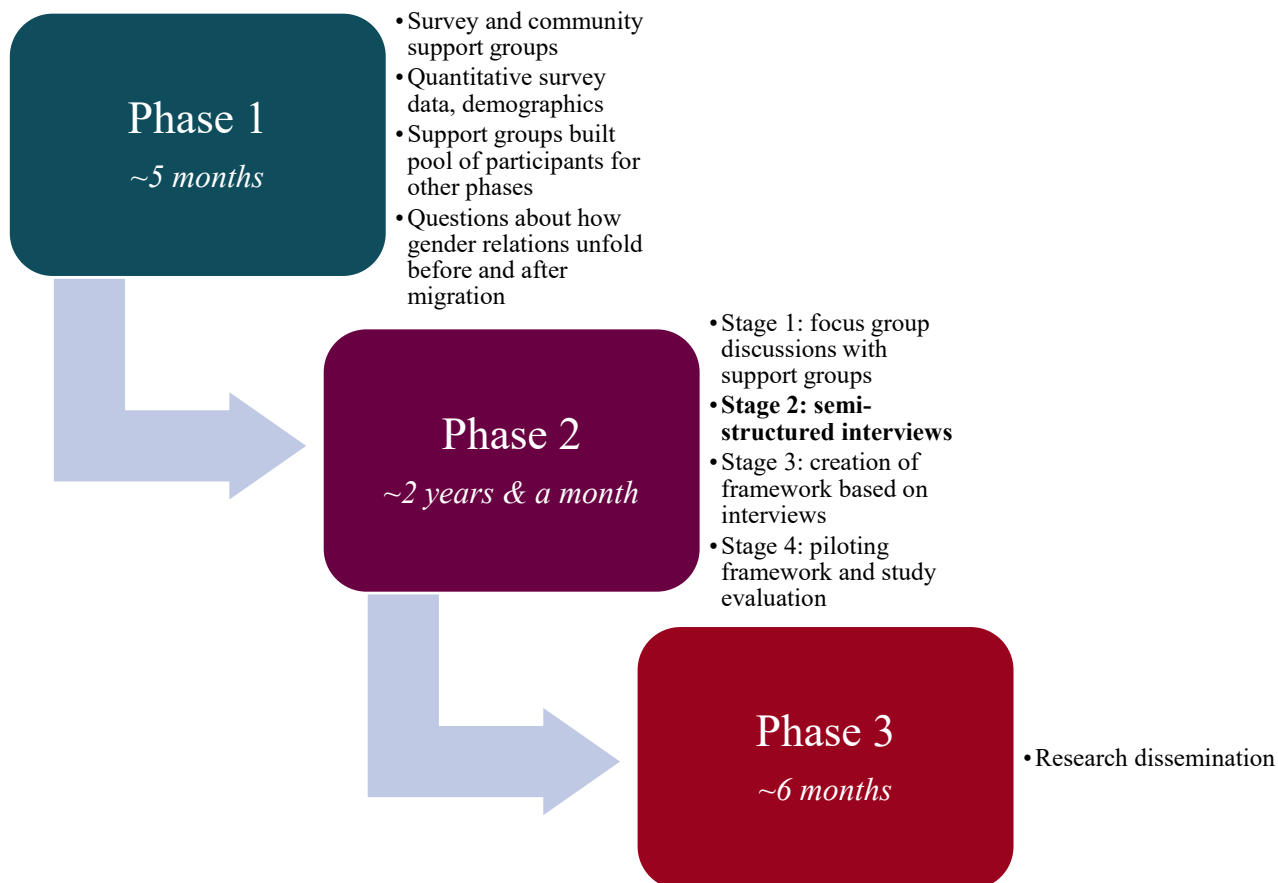 Phase 1
~5 months
• Survey and community
support groups
• Quantitative survey
data, demographics
• Support groups built
pool of participants for
other phases
• Questions about how
gender relations unfold
before and after
migration
Phase 2
~2 years & a month
• Stage 1: focus group
discussions with
support groups
• Stage 2: semi-
structured interviews
• Stage 3: creation of
framework based on
interviews
• Stage 4: piloting
framework and study
evaluation
Phase 3
~6 months
• Research dissemination